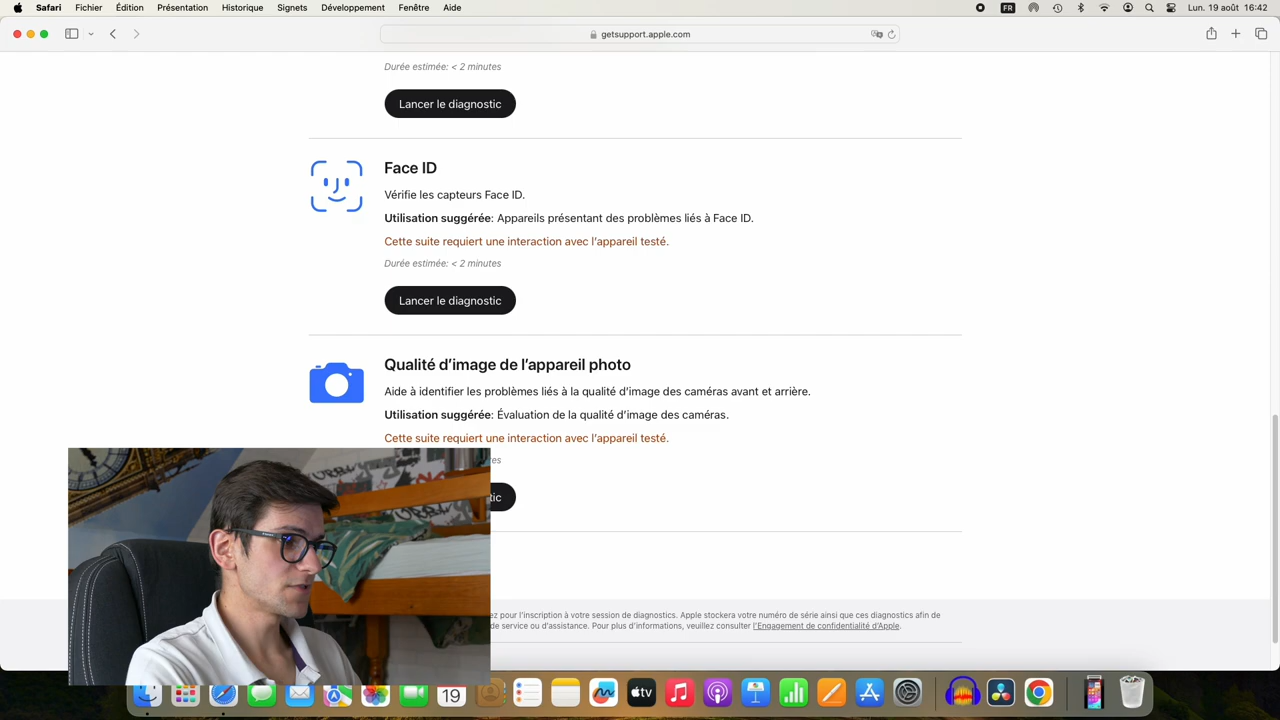 Safari Fichier Édition Présentation Historique Signets Développement Fenêtre Aide FR Lun. 19 août 16:42
getsupport.apple.com
Durée estimée: < 2 minutes
Lancer le diagnostic
Face ID
Vérifie les capteurs Face ID.
Utilisation suggérée: Appareils présentant des problèmes liés à Face ID.
Cette suite requiert une interaction avec l’appareil testé.
Durée estimée: < 2 minutes
Lancer le diagnostic
Qualité d’image de l’appareil photo
Aide à identifier les problèmes liés à la qualité d’image des caméras avant et arrière.
Utilisation suggérée: Évaluation de la qualité d’image des caméras.
Cette suite requiert une interaction avec l’appareil testé.
tes
tic
ez pour l’inscription à votre session de diagnostics. Apple stockera votre numéro de série ainsi que ces diagnostics afin de
de service ou d’assistance. Pour plus d’informations, veuillez consulter l’Engagement de confidentialité d’Apple.
19
tv